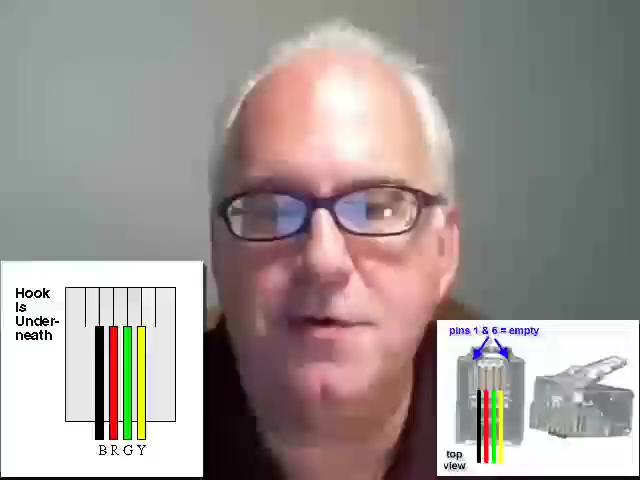 Hook
Is
Under-
neath
B R G Y
pins 1 & 6 = empty
top
view